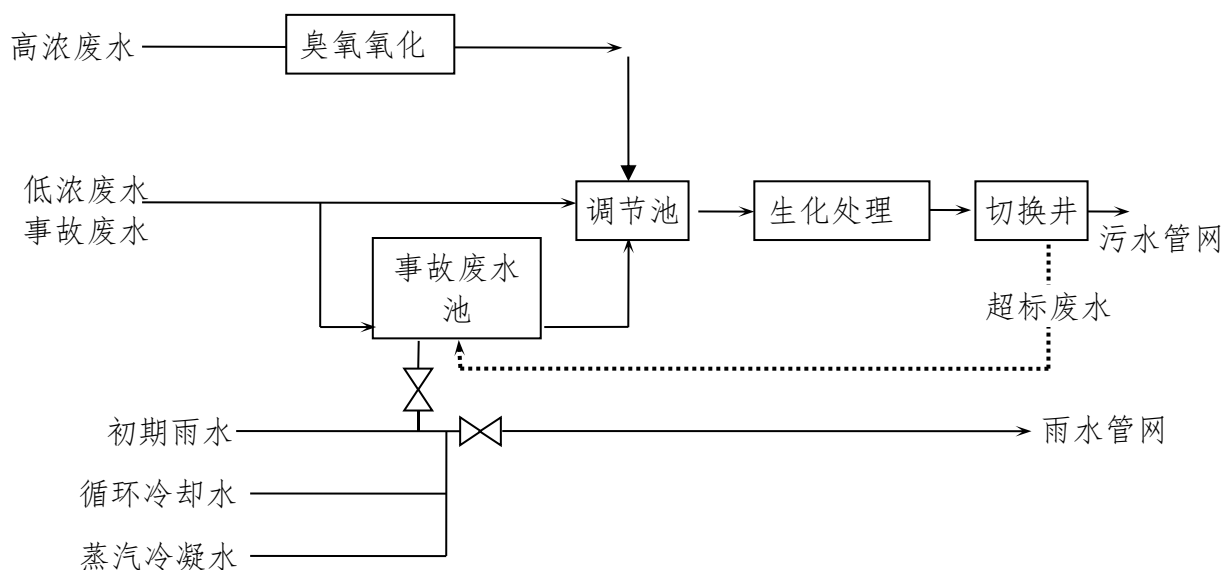 高浓废水
臭氧氧化
低浓废水
事故废水
调节池
生化处理
切换井
污水管网
事故废水
池
超标废水
初期雨水
雨水管网
循环冷却水
蒸汽冷凝水